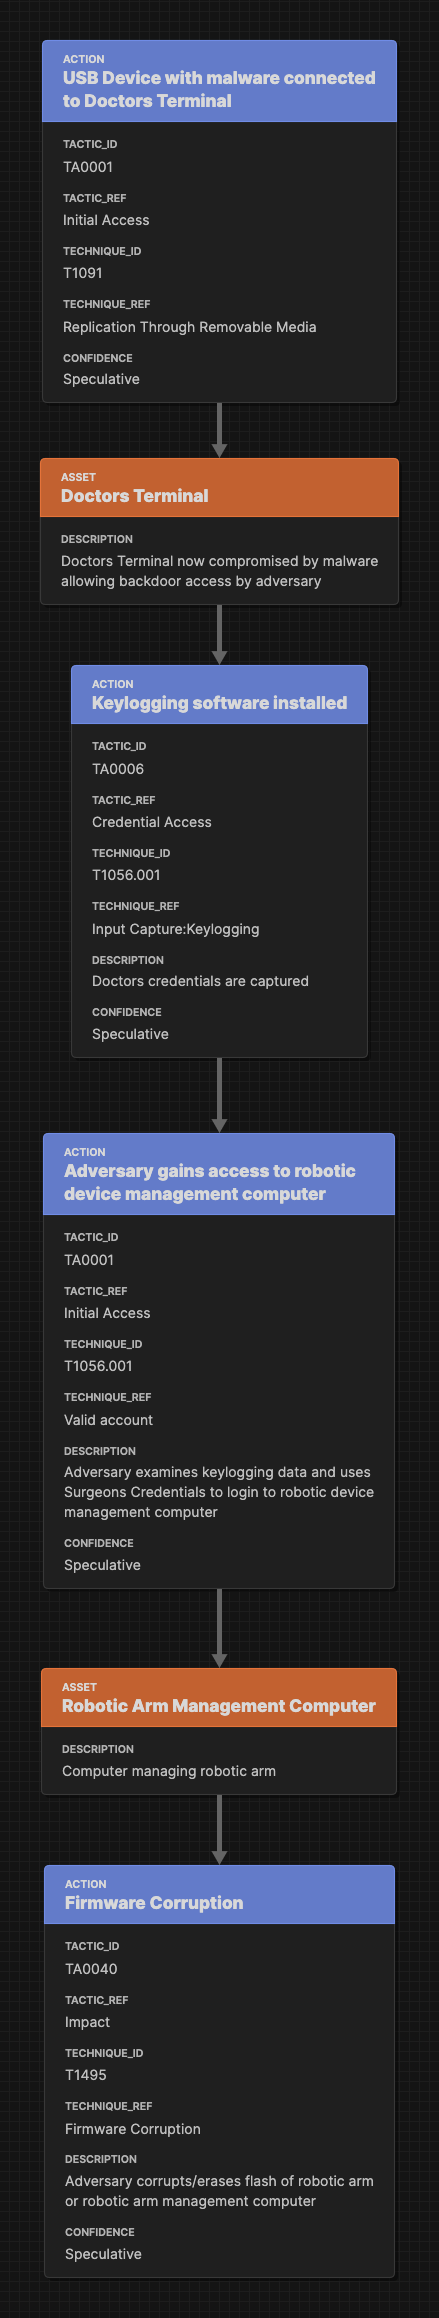 ACTION
USB Device with malware connected
to Doctors Terminal
TACTIC_ID
TA0001
TACTIC_REF
Initial Access
TECHNIQUE_ID
T1091
TECHNIQUE_REF
Replication Through Removable Media
CONFIDENCE
Speculative
ASSET
Doctors Terminal
DESCRIPTION
Doctors Terminal now compromised by malware
allowing backdoor access by adversary
ACTION
Keylogging software installed
TACTIC_ID
TA0006
TACTIC_REF
Credential Access
TECHNIQUE_ID
T1056.001
TECHNIQUE_REF
Input Capture:Keylogging
DESCRIPTION
Doctors credentials are captured
CONFIDENCE
Speculative
ACTION
Adversary gains access to robotic
device management computer
TACTIC_ID
TA0001
TACTIC_REF
Initial Access
TECHNIQUE_ID
T1056.001
TECHNIQUE_REF
Valid account
DESCRIPTION
Adversary examines keylogging data and uses
Surgeons Credentials to login to robotic device
management computer
CONFIDENCE
Speculative
ASSET
Robotic Arm Management Computer
DESCRIPTION
Computer managing robotic arm
ACTION
Firmware Corruption
TACTIC_ID
TA0040
TACTIC_REF
Impact
TECHNIQUE_ID
T1495
TECHNIQUE_REF
Firmware Corruption
DESCRIPTION
Adversary corrupts/erases flash of robotic arm
or robotic arm management computer
CONFIDENCE
Speculative